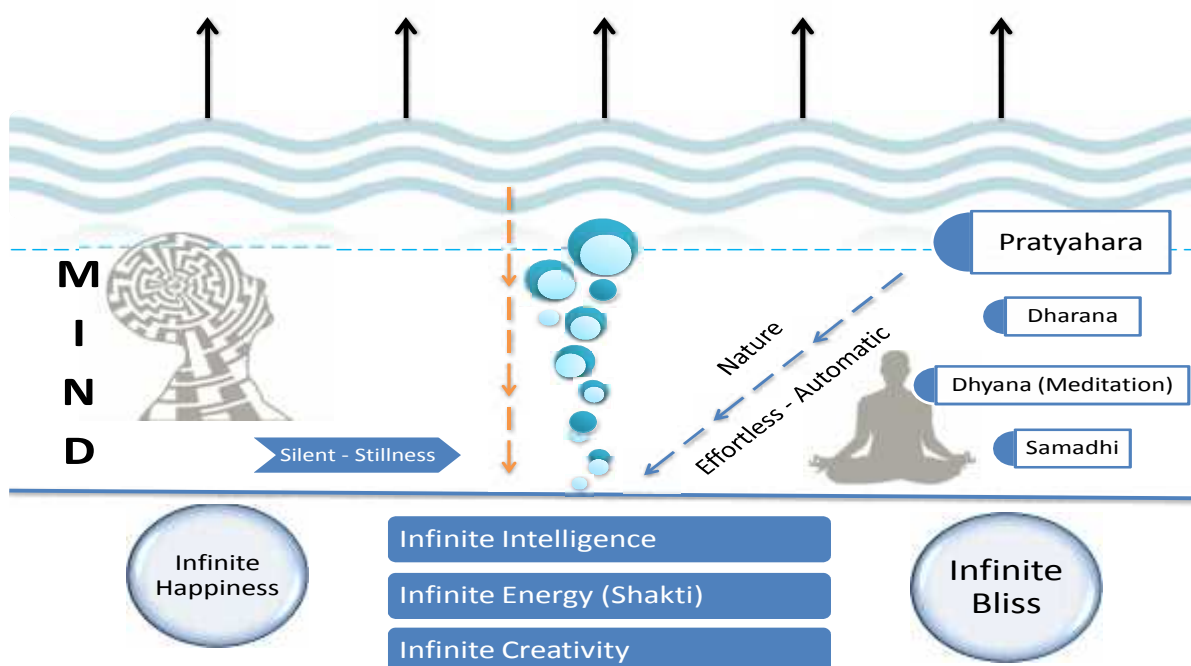 M
I
N
D
Silent - Stillness
Nature
Effortless - Automatic
Pratyahara
Dharana
Dhyana (Meditation)
Samadhi
Infinite
Happiness
Infinite Intelligence
Infinite Energy (Shakti)
Infinite Creativity
Infinite
Bliss